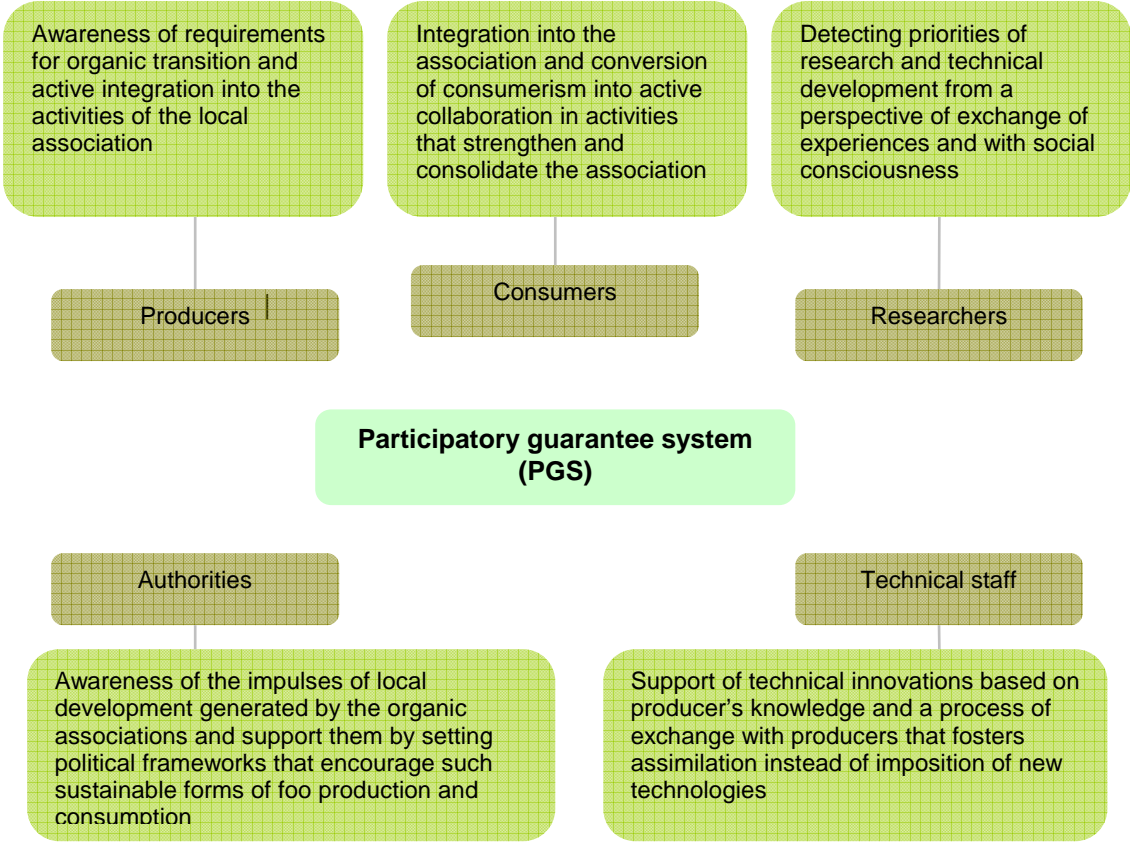 Awareness of requirements
for organic transition and
active integration into the
activities of the local
association
Integration into the
association and conversion
of consumerism into active
collaboration in activities
that strengthen and
consolidate the association
Detecting priorities of
research and technical
development from a
perspective of exchange of
experiences and with social
consciousness
Producers
Consumers
Researchers
Participatory guarantee system
(PGS)
Authorities
Technical staff
Awareness of the impulses of local
development generated by the organic
associations and support them by setting
political frameworks that encourage such
sustainable forms of foo production and
consumption
Support of technical innovations based on
producer’s knowledge and a process of
exchange with producers that fosters
assimilation instead of imposition of new
technologies